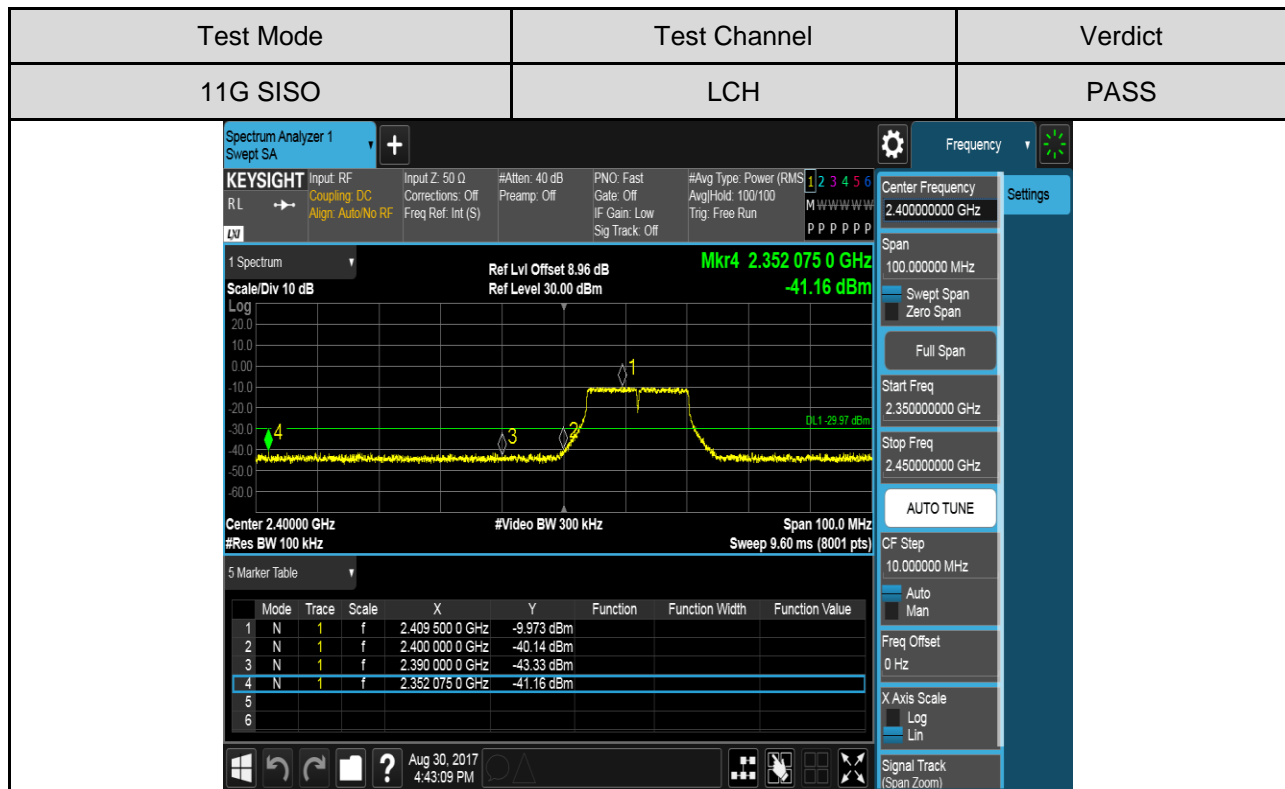 Test Mode Test Channel Verdict
11G SISO LCH PASS
Spectrum Analyzer 1
Swept SA
+
Frequency
KEYSIGHT Input: RF Input Z: 50 Ω #Atten: 40 dB PNO: Fast #Avg Type: Power (RMS 1 2 3 4 5 6
RL Coupling: DC Corrections: Off Preamp: Off Gate: Off Avg|Hold: 100/100 M W W W W W
Align: Auto/No RF Freq Ref: Int (S) IF Gain: Low Trig: Free Run
LXI Sig Track: Off P P P P P P
1 Spectrum Ref Lvl Offset 8.96 dB Mkr4 2.352 075 0 GHz
Scale/Div 10 dB Ref Level 30.00 dBm -41.16 dBm
Log
20.0
10.0
0.00
-10.0
-20.0
-30.0
-40.0
-50.0
-60.0
1
DL1 -29.97 dBm
4 3 2
Center 2.40000 GHz #Video BW 300 kHz Span 100.0 MHz
#Res BW 100 kHz Sweep 9.60 ms (8001 pts)
5 Marker Table
Mode Trace Scale X Y Function Function Width Function Value
1 N 1 f 2.409 500 0 GHz -9.973 dBm
2 N 1 f 2.400 000 0 GHz -40.14 dBm
3 N 1 f 2.390 000 0 GHz -43.33 dBm
4 N 1 f 2.352 075 0 GHz -41.16 dBm
5
6
?
Aug 30, 2017
4:43:09 PM
Center Frequency
2.400000000 GHz
Settings
Span
100.000000 MHz
Swept Span
Zero Span
Full Span
Start Freq
2.350000000 GHz
Stop Freq
2.450000000 GHz
AUTO TUNE
CF Step
10.000000 MHz
Auto
Man
Freq Offset
0 Hz
X Axis Scale
Log
Lin
Signal Track
(Span Zoom)